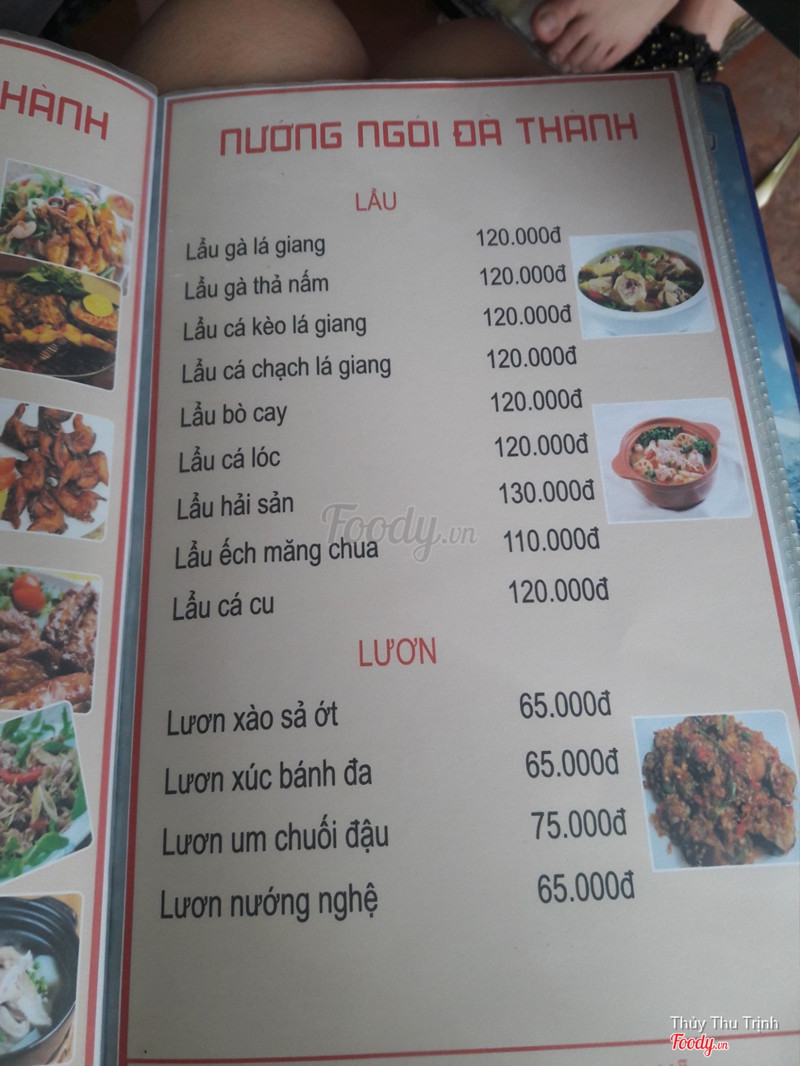 HÀNH
NƯỚNG NGÓI ĐÀ THÀNH
LẨU
Lẩu gà lá giang 120.000đ
Lẩu gà thả nấm 120.000đ
Lẩu cá kèo lá giang 120.000đ
Lẩu cá chạch lá giang 120.000đ
Lẩu bò cay 120.000đ
Lẩu cá lóc 120.000đ
Lẩu hải sản 130.000đ
Lẩu ếch măng chua 110.000đ
Lẩu cá cu 120.000đ
Foody.vn
LƯƠN
Lươn xào sả ớt 65.000đ
Lươn xúc bánh đa 65.000đ
Lươn um chuối đậu 75.000đ
Lươn nướng nghệ 65.000đ
Thủy Thu Trịnh
Foody.vn